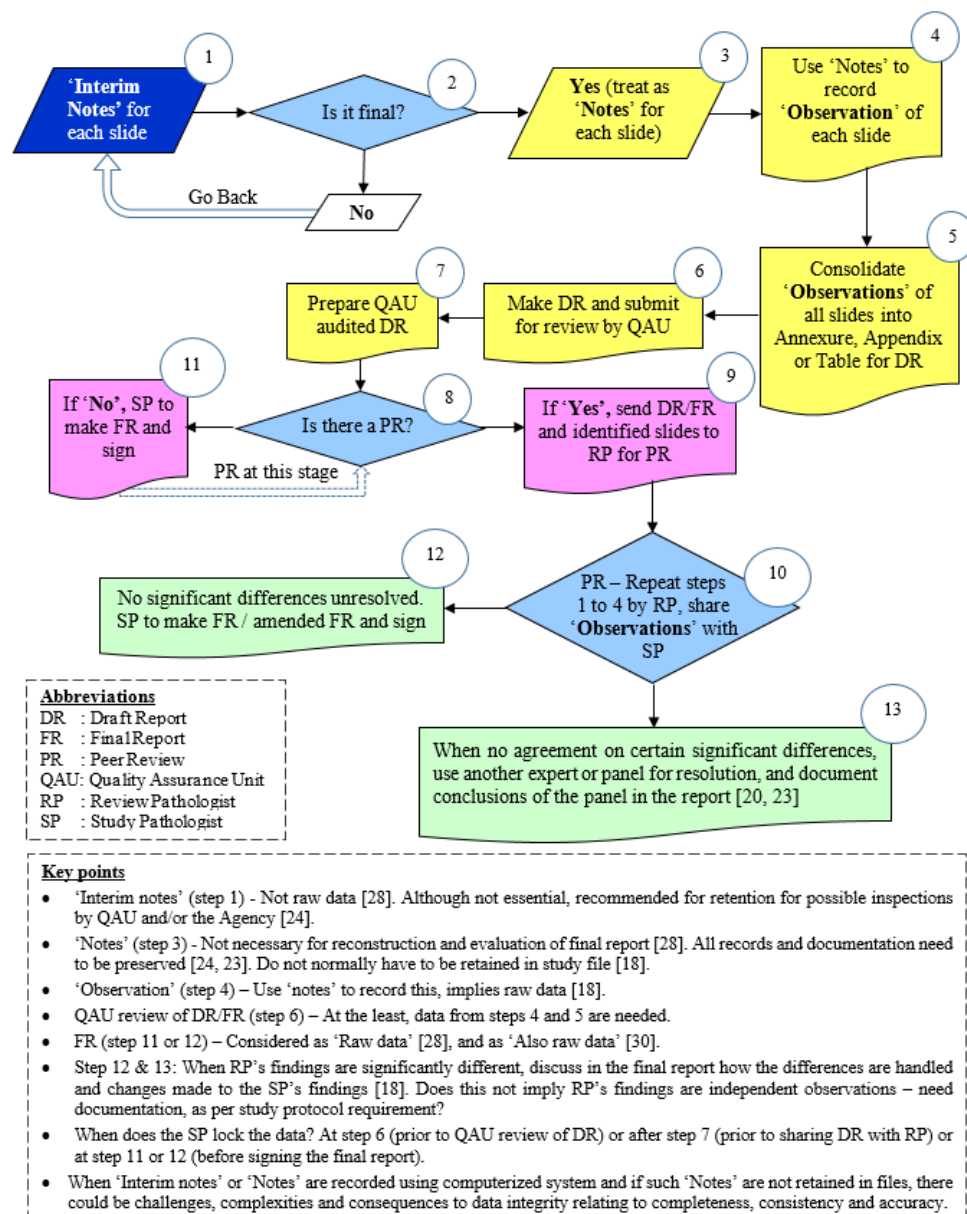 1
‘Interim
Notes’ for
each slide
2
Is it final?
3
Yes (treat as
‘Notes’ for
each slide)
4
Use ‘Notes’ to
record
‘Observation’ of
each slide
Go Back
No
5
Consolidate
‘Observations’ of
all slides into
Annexure, Appendix
or Table for DR
6
Make DR and submit
for review by QAU
7
Prepare QAU
audited DR
8
Is there a PR?
11
If ‘No’, SP to
make FR and
sign
PR at this stage
9
If ‘Yes’, send DR/FR
and identified slides to
RP for PR
10
PR – Repeat steps
1 to 4 by RP, share
‘Observations’ with
SP
12
No significant differences unresolved.
SP to make FR / amended FR and sign
13
When no agreement on certain significant differences,
use another expert or panel for resolution, and document
conclusions of the panel in the report [20, 23]
Abbreviations
DR : Draft Report
FR : Final Report
PR : Peer Review
QAU: Quality Assurance Unit
RP : Review Pathologist
SP : Study Pathologist
Key points
• ‘Interim notes’ (step 1) - Not raw data [28]. Although not essential, recommended for retention for possible inspections
by QAU and/or the Agency [24].
• ‘Notes’ (step 3) - Not necessary for reconstruction and evaluation of final report [28]. All records and documentation need
to be preserved [24, 23]. Do not normally have to be retained in study file [18].
• ‘Observation’ (step 4) – Use ‘notes’ to record this, implies raw data [18].
• QAU review of DR/FR (step 6) – At the least, data from steps 4 and 5 are needed.
• FR (step 11 or 12) – Considered as ‘Raw data’ [28], and as ‘Also raw data’ [30].
• Step 12 & 13: When RP’s findings are significantly different, discuss in the final report how the differences are handled
and changes made to the SP’s findings [18]. Does this not imply RP’s findings are independent observations – need
documentation, as per study protocol requirement?
• When does the SP lock the data? At step 6 (prior to QAU review of DR) or after step 7 (prior to sharing DR with RP) or
at step 11 or 12 (before signing the final report).
• When ‘Interim notes’ or ‘Notes’ are recorded using computerized system and if such ‘Notes’ are not retained in files, there
could be challenges, complexities and consequences to data integrity relating to completeness, consistency and accuracy.